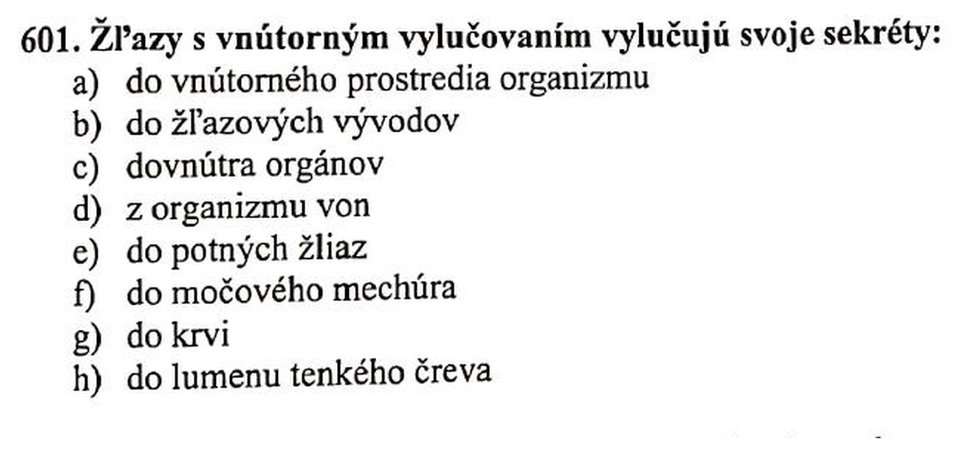 601. Žľazy s vnútorným vylučovaním vylučujú svoje sekréty:
a) do vnútorného prostredia organizmu
b) do žľazových vývodov
c) dovnútra orgánov
d) z organizmu von
e) do potných žliaz
f) do močového mechúra
g) do krvi
h) do lumenu tenkého čreva